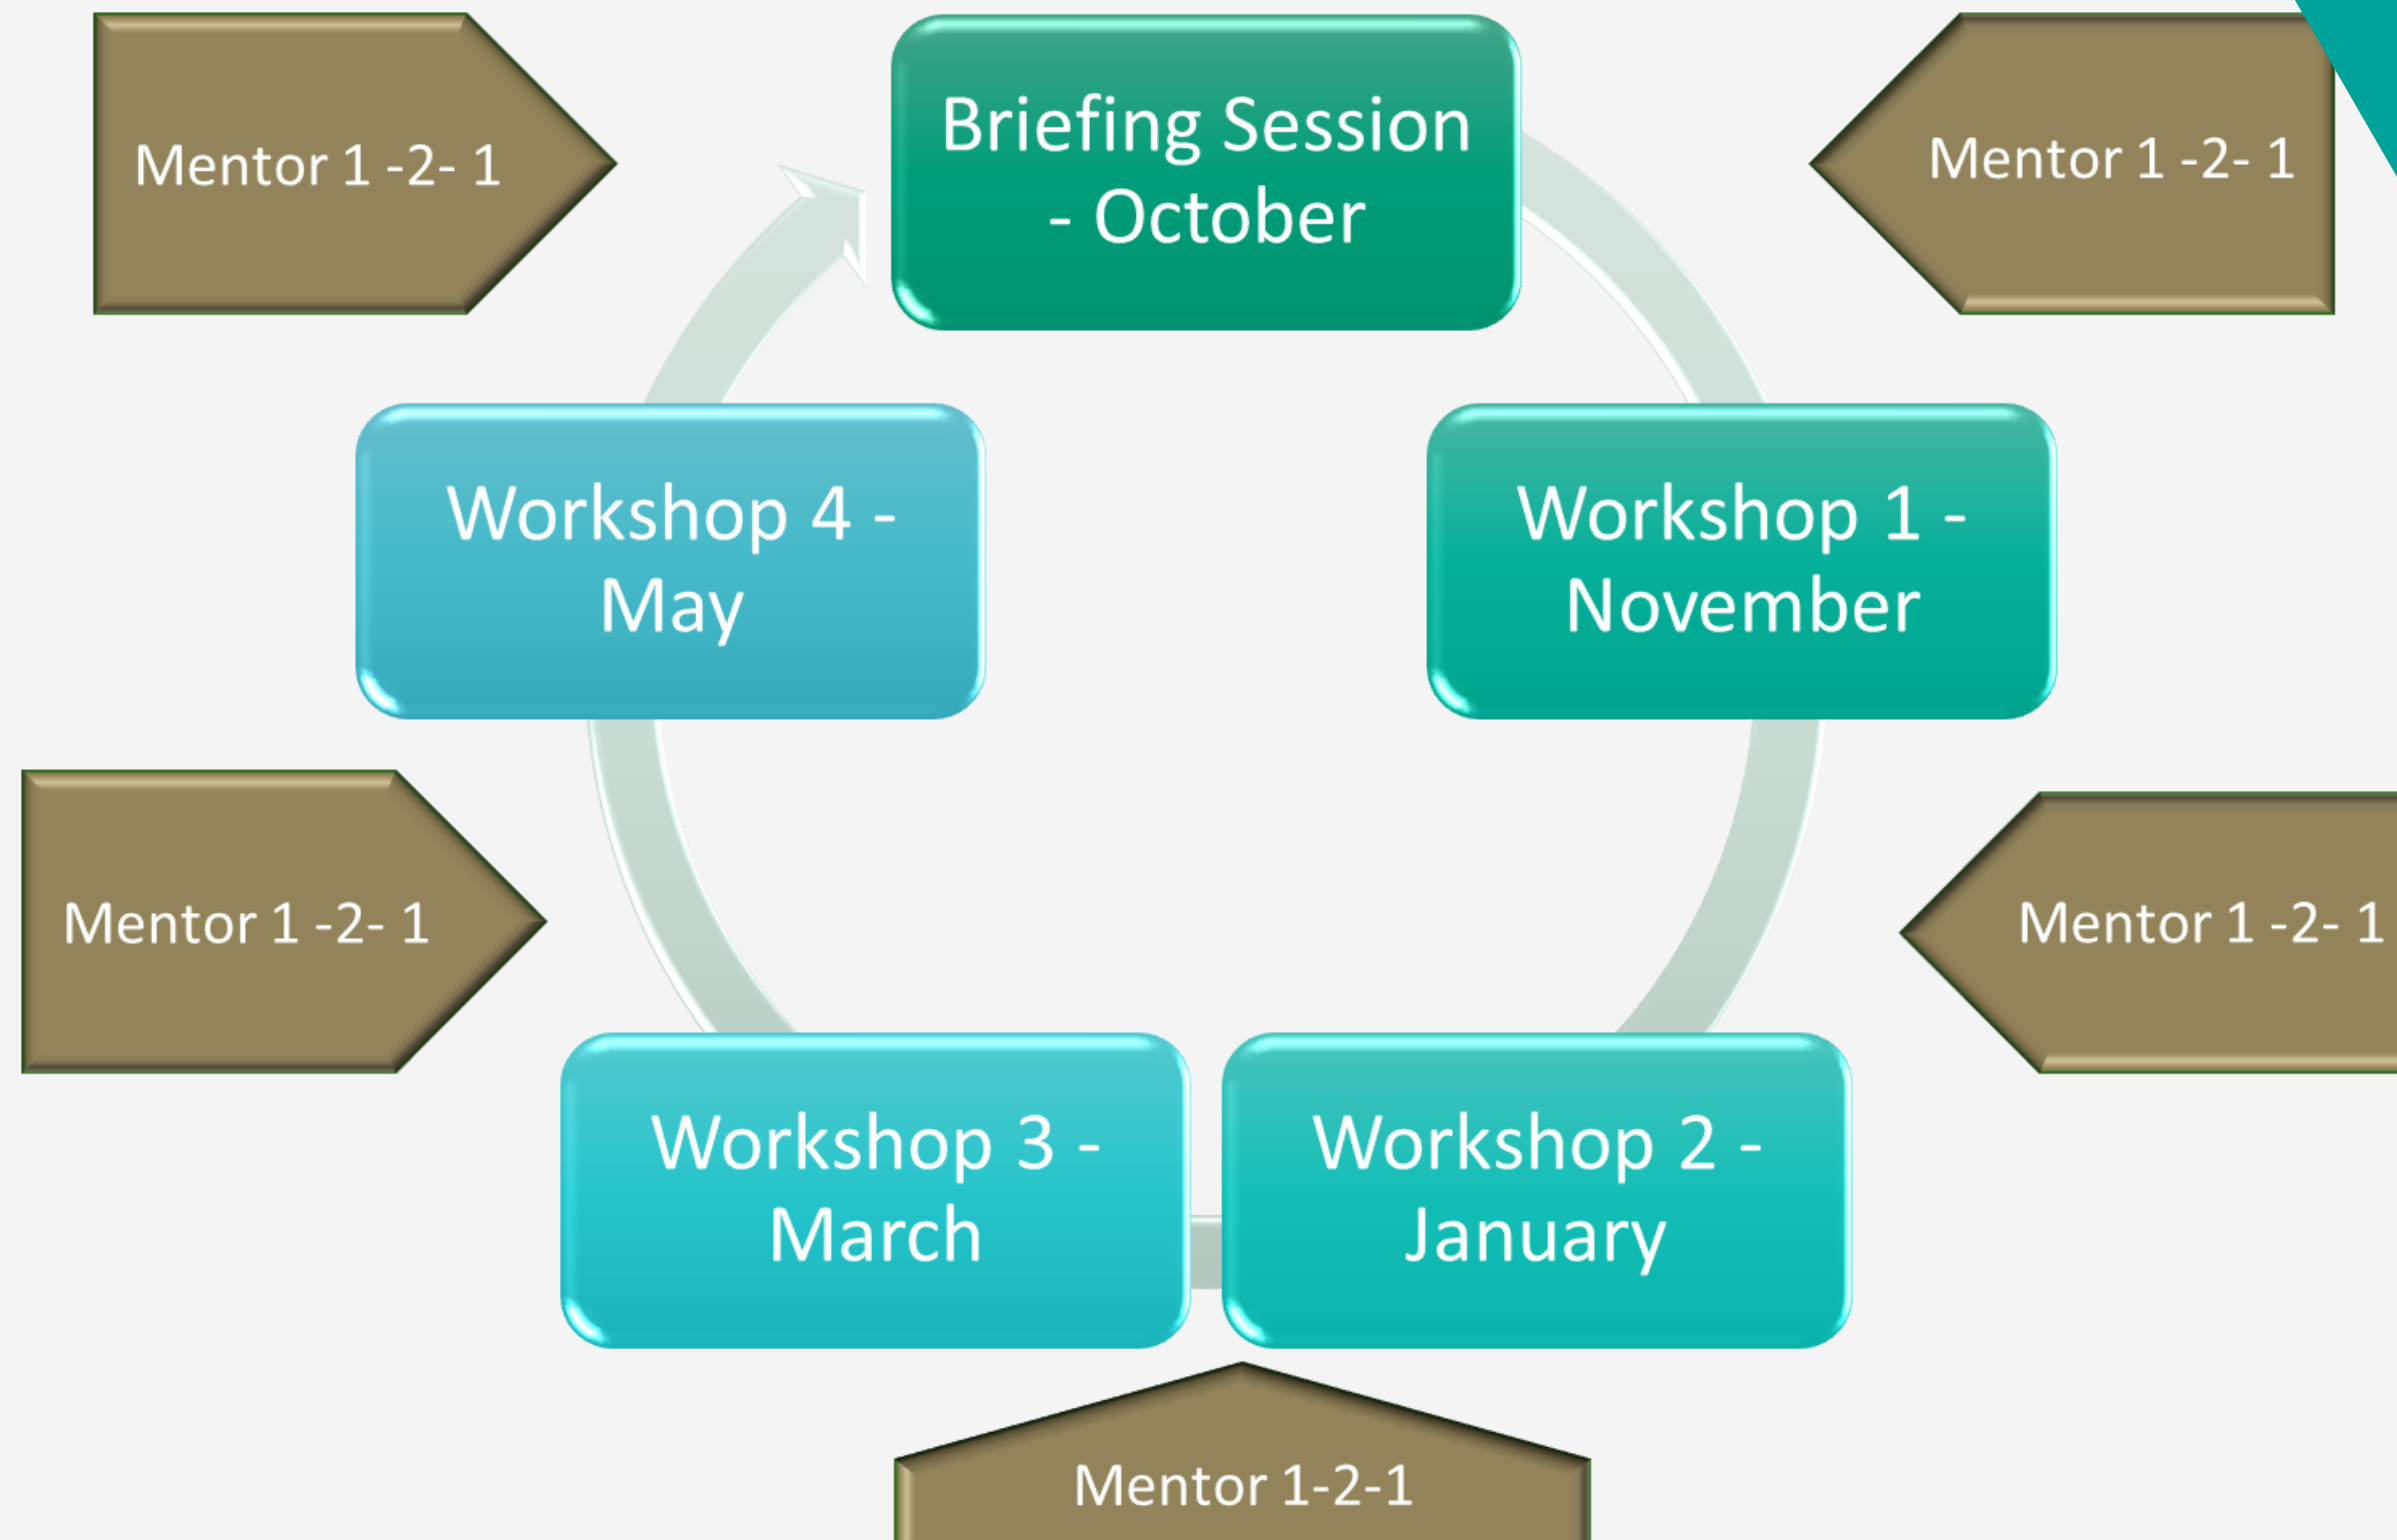 Mentor 1 -2- 1
Briefing Session
- October
Mentor 1 -2- 1
Workshop 4 -
May
Workshop 1 -
November
Mentor 1 -2- 1
Mentor 1 -2- 1
Workshop 3 -
March
Workshop 2 -
January
Mentor 1-2-1